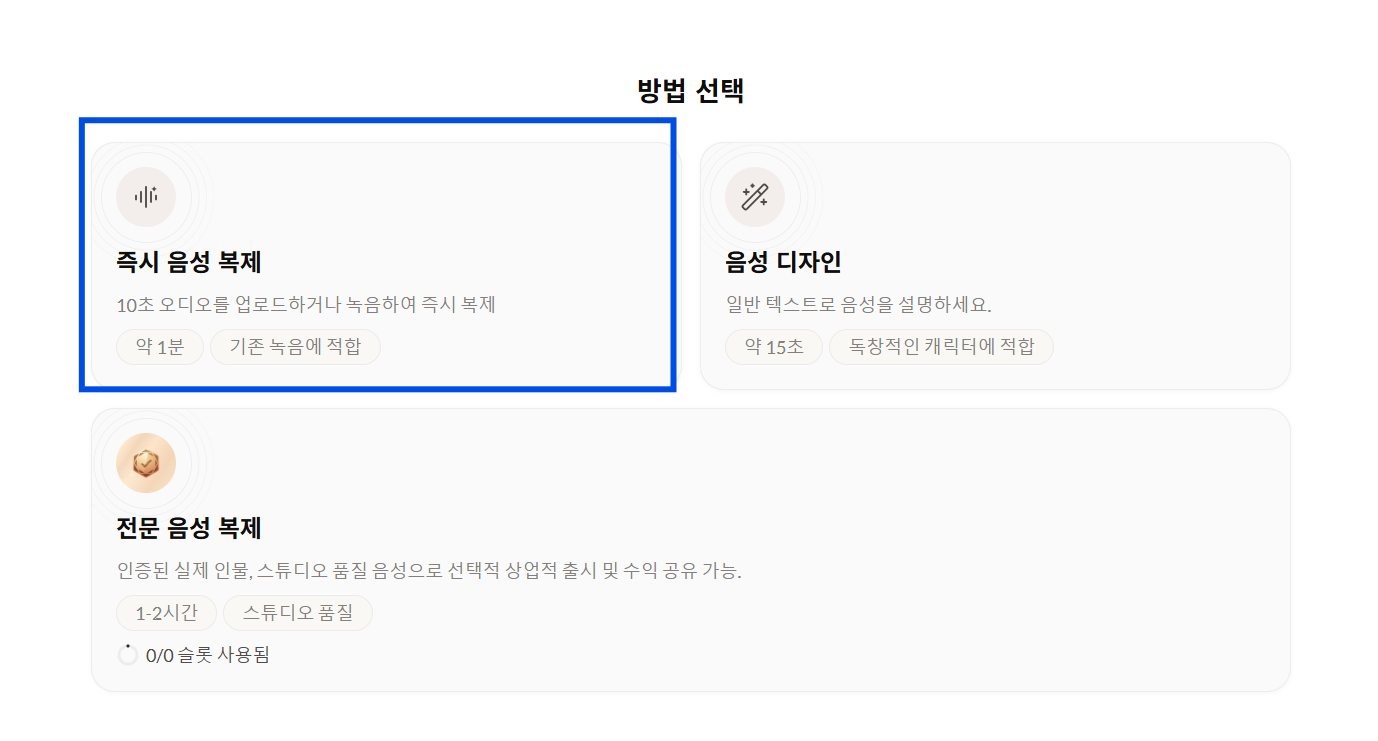 방법 선택
즉시 음성 복제
10초 오디오를 업로드하거나 녹음하여 즉시 복제
약 1분
기존 녹음에 적합
음성 디자인
일반 텍스트로 음성을 설명하세요.
약 15초
독창적인 캐릭터에 적합
전문 음성 복제
인증된 실제 인물, 스튜디오 품질 음성으로 선택적 상업적 출시 및 수익 공유 가능.
1-2시간
스튜디오 품질
0/0 슬롯 사용됨